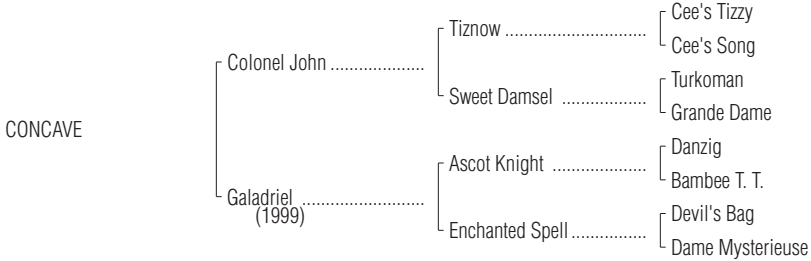 Cee's Tizzy
Tiznow ..............................
Cee's Song
Colonel John ....................
Turkoman
Sweet Damsel ..................
Grande Dame
CONCAVE
Danzig
Ascot Knight ....................
Bambee T. T.
Galadriel ..........................
(1999)
Devil's Bag
Enchanted Spell................
Dame Mysterieuse